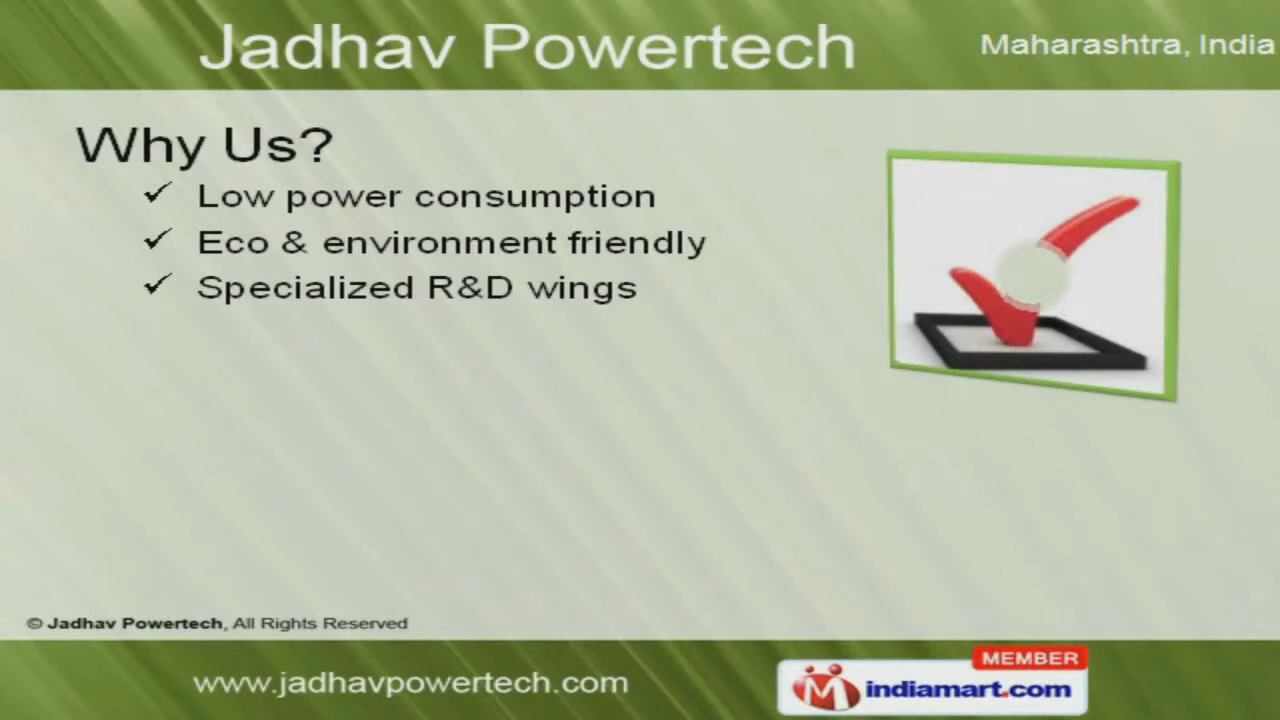 Jadhav Powertech
Maharashtra, India
Why Us?
✓ Low power consumption
✓ Eco & environment friendly
✓ Specialized R&D wings
© Jadhav Powertech, All Rights Reserved
www.jadhavpowertech.com
MEMBER
indiamart.com